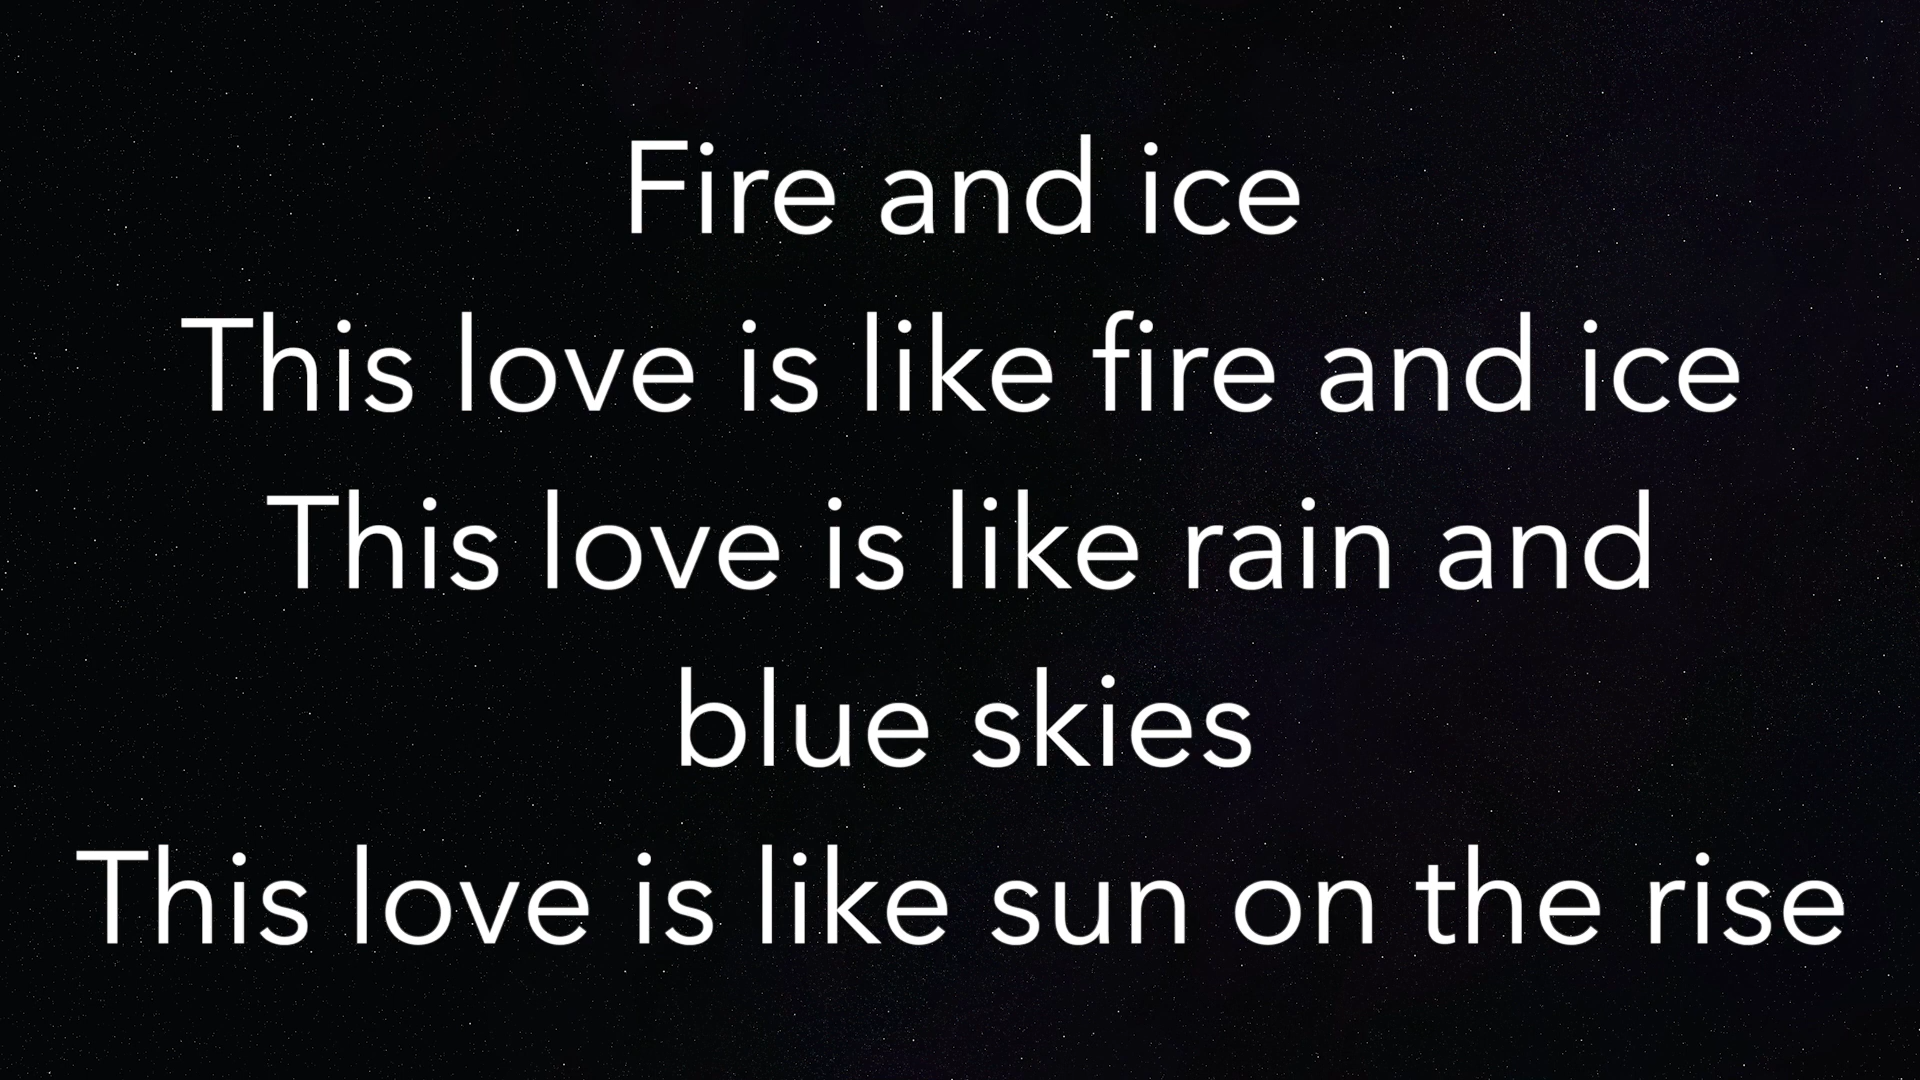 Fire and ice
This love is like fire and ice
This love is like rain and
blue skies
This love is like sun on the rise